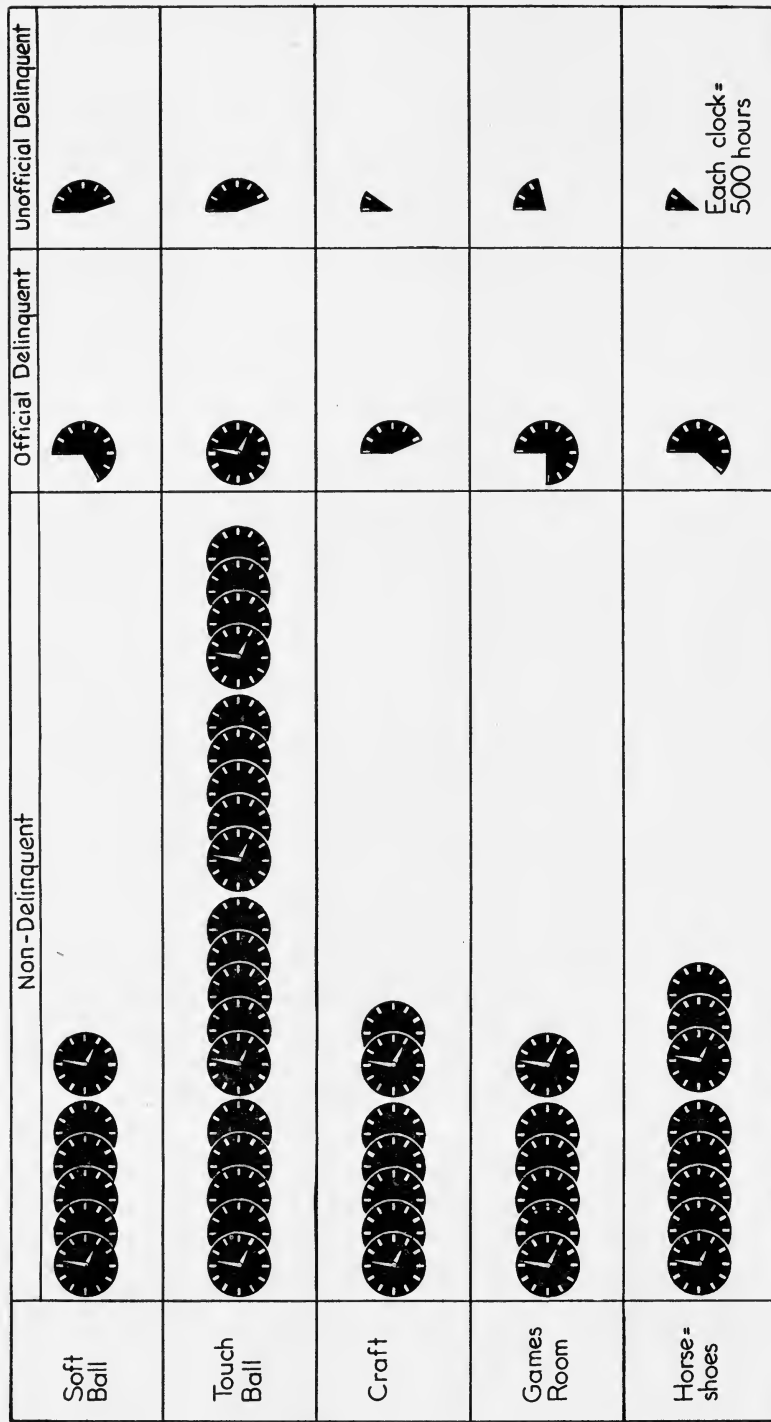 Non-Delinquent
Official Delinquent
Unofficial Delinquent
Soft
Ball
Touch
Ball
Craft
Games
Room
Horse=
shoes
Each clock=
500 hours